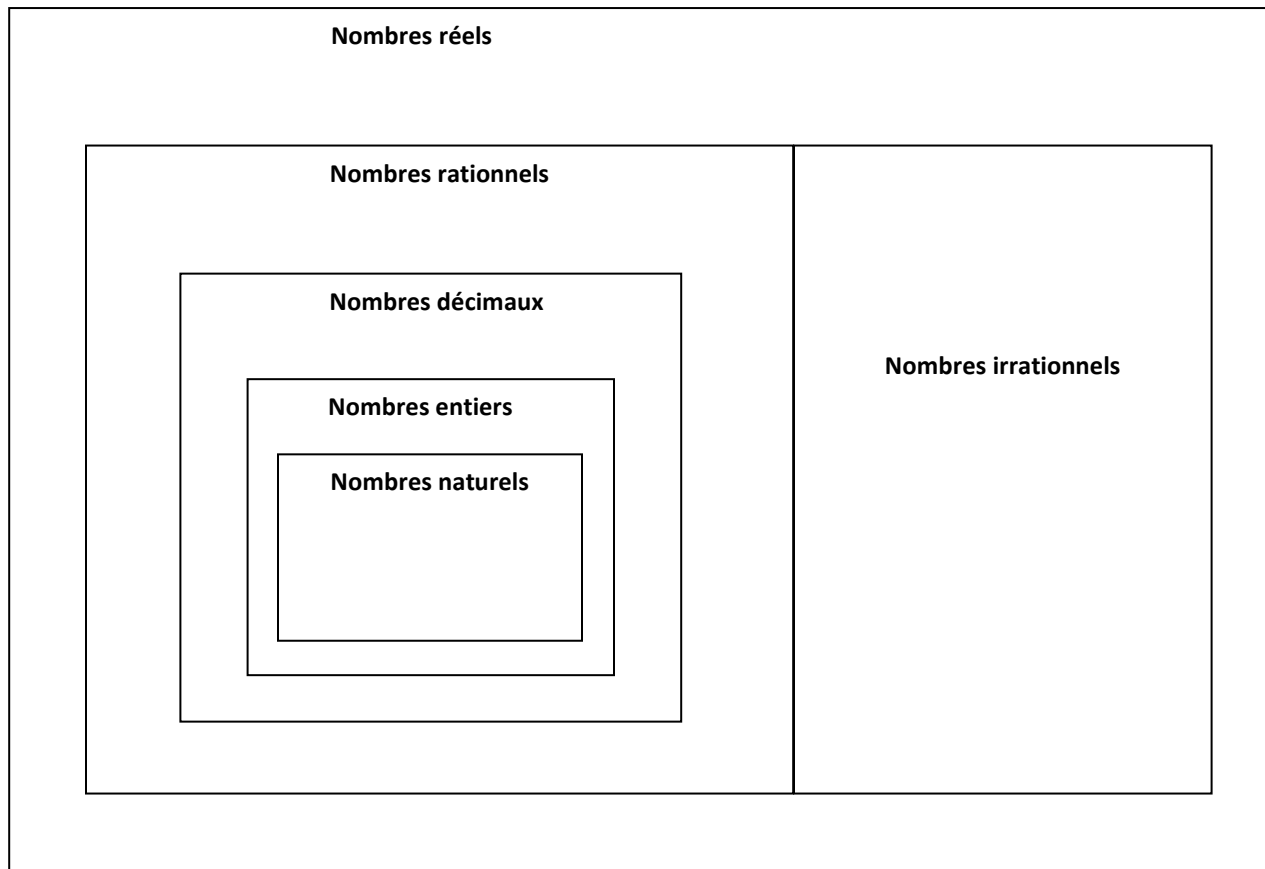 Nombres réels
Nombres rationnels
Nombres décimaux
Nombres irrationnels
Nombres entiers
Nombres naturels